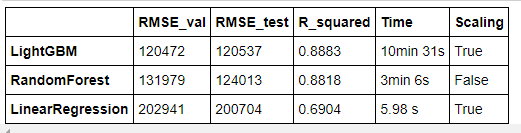 RMSE_val RMSE_test R_squared Time Scaling
LightGBM 120472 120537 0.8883 10min 31s True
RandomForest 131979 124013 0.8818 3min 6s False
LinearRegression 202941 200704 0.6904 5.98 s True